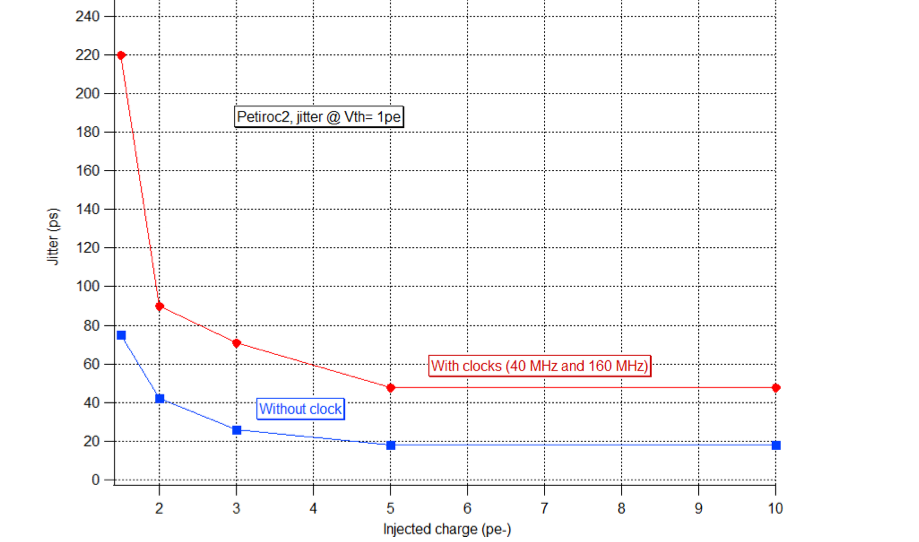 240
220
200
180
160
140
120
100
80
60
40
20
0
Jitter (ps)
Petiroc2, jitter @ Vth= 1pe
With clocks (40 MHz and 160 MHz)
Without clock
2 3 4 5 6 7 8 9 10
Injected charge (pe-)